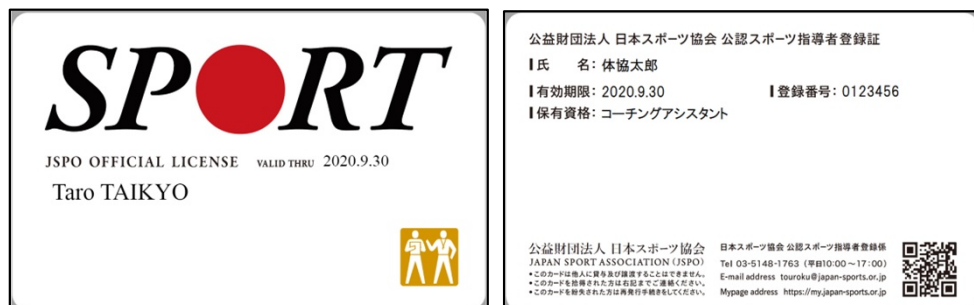 SPORT
JSPO OFFICIAL LICENSE VALID THRU 2020.9.30
Taro TAIKYO
公益財団法人 日本スポーツ協会 公認スポーツ指導者登録証
氏 名: 体協太郎
有効期限: 2020.9.30 登録番号: 0123456
保有資格: コーチングアシスタント
公益財団法人 日本スポーツ協会
JAPAN SPORT ASSOCIATION (JSPO)
•このカードは他人に貸与及び譲渡することはできません。
•このカードを拾得された方は右記までご連絡ください。
•このカードを紛失された方は再発行手続きをしてください。
日本スポーツ協会 公認スポーツ指導者登録係
Tel 03-5148-1763 (平日10:00~17:00)
E-mail address touroku@japan-sports.or.jp
Mypage address https://my.japan-sports.or.jp